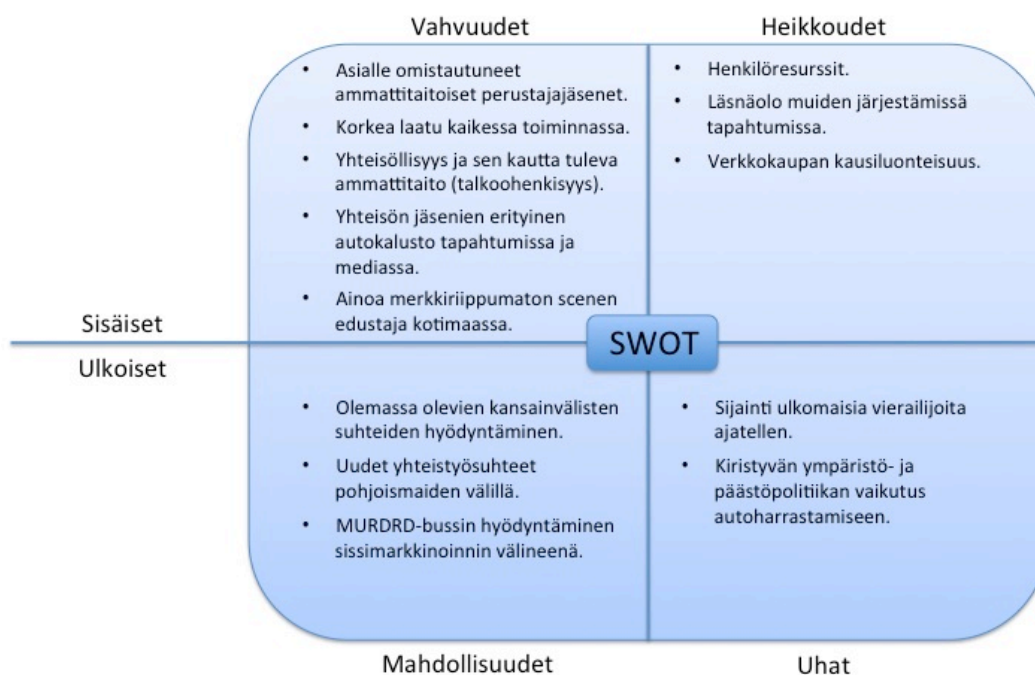 Vahvuudet
Heikkoudet
• Asialle omistautuneet
ammattitaitoiset perustajajäsenet.
• Korkea laatu kaikessa toiminnassa.
• Yhteisöllisyys ja sen kautta tuleva
ammattitaito (talkoohenkisyys).
• Yhteisön jäsenien erityinen
autokalusto tapahtumissa ja
mediassa.
• Ainoa merkkiriippumaton scenen
edustaja kotimaassa.
• Henkilöresurssit.
• Läsnäolo muiden järjestämissä
tapahtumissa.
• Verkkokaupan kausiluonteisuus.
Sisäiset
SWOT
Ulkoiset
• Olemassa olevien kansainvälisten
suhteiden hyödyntäminen.
• Uudet yhteistyösuhteet
pohjoismaiden välillä.
• MURDRD-bussin hyödyntäminen
sissimarkkinoinnin välineenä.
• Sijainti ulkomaisia vierailijoita
ajatellen.
• Kiristyvän ympäristö- ja
päästöpolitiikan vaikutus
autoharrastamiseen.
Mahdollisuudet
Uhat